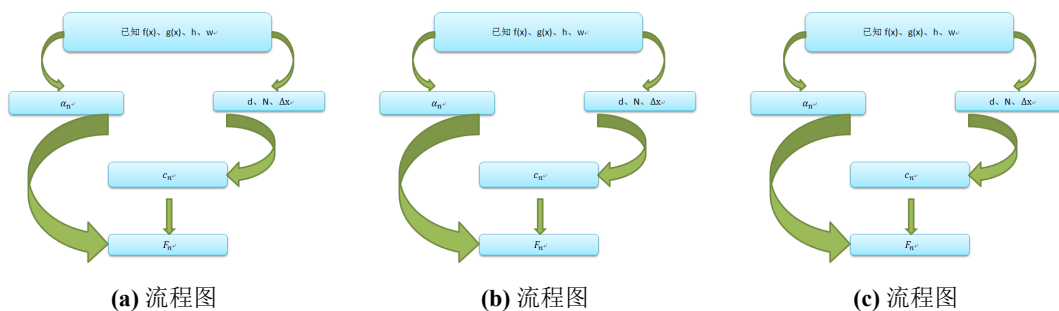 已知 f(x)、g(x)、h、w
αₙ
d、N、Δx
cₙ
Fₙ
(a) 流程图
已知 f(x)、g(x)、h、w
αₙ
d、N、Δx
cₙ
Fₙ
(b) 流程图
已知 f(x)、g(x)、h、w
αₙ
d、N、Δx
cₙ
Fₙ
(c) 流程图